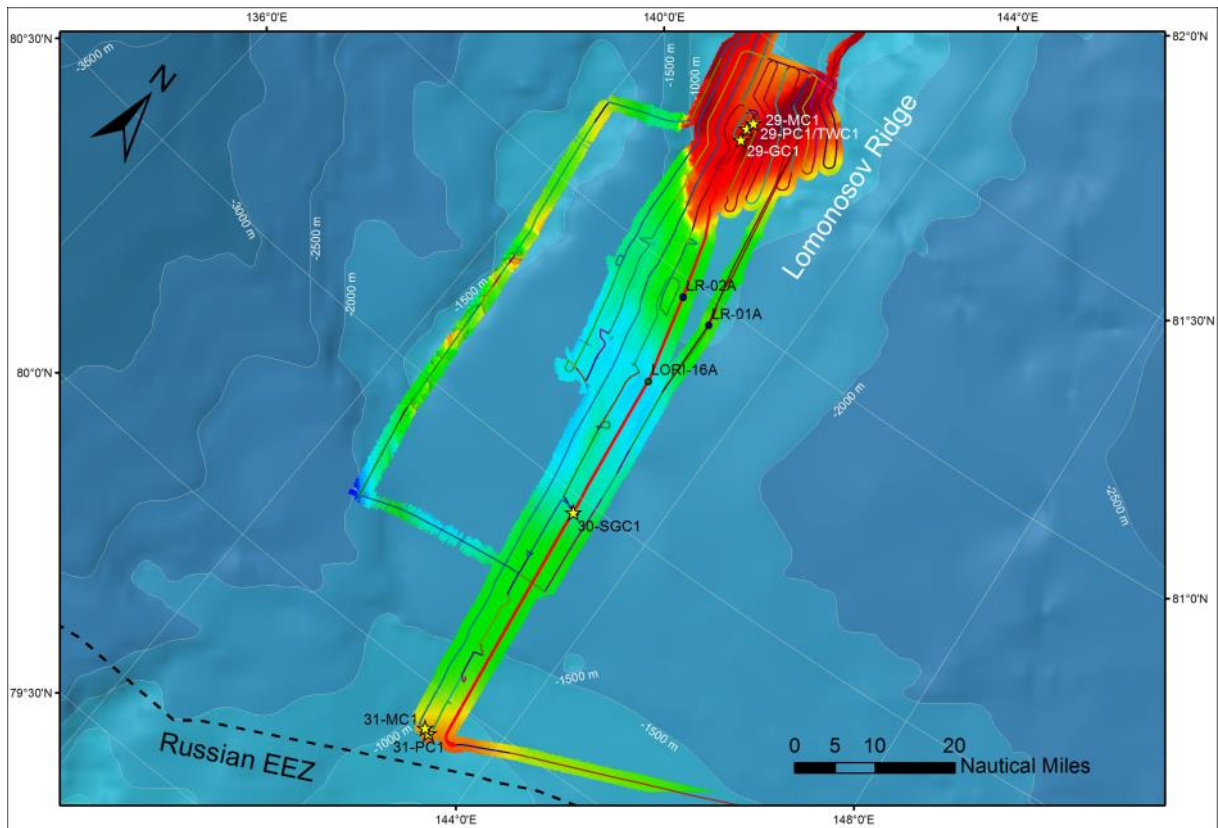 136°0'E
140°0'E
144°0'E
80°30'N
82°0'N
-3500 m
-1500 m
-1000 m
N
29-MC1
29-PC1/TWC1
29-GC1
Lomonosov Ridge
-3000 m
-2500 m
-2000 m
-1500 m
LR-02A
LR-01A
81°30'N
80°0'N
LORI-16A
-2000 m
-2500 m
30-SGC1
81°0'N
79°30'N
-1500 m
-1500 m
31-MC1
-1000 m
31-PC1
Russian EEZ
0 5 10 20
Nautical Miles
144°0'E
148°0'E